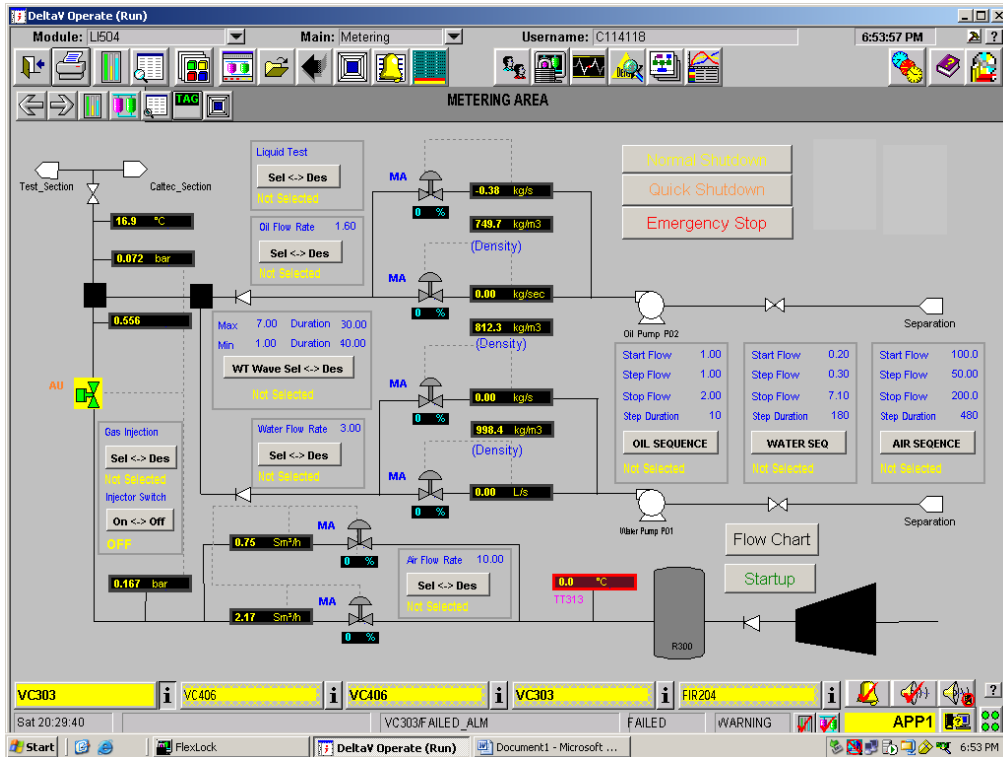 DeltaV Operate (Run)
Module: LI504 Main: Metering Username: C114118 6:53:57 PM
TAG
METERING AREA
Test_Section
Caltec_Section
16.9 °C
0.072 bar
0.556
AU
Gas Injection
Sel <-> Des
Not Selected
Injector Switch
On <-> Off
OFF
0.167 bar
Liquid Test
Sel <-> Des
Not Selected
Oil Flow Rate 1.60
Sel <-> Des
Not Selected
Max 7.00 Duration 30.00
Min 1.00 Duration 40.00
WT Wave Sel <-> Des
Not Selected
Water Flow Rate 3.00
Sel <-> Des
Not Selected
MA
0 %
-0.38 kg/s
749.7 kg/m3
(Density)
MA
0 %
0.00 kg/sec
812.3 kg/m3
(Density)
MA
0 %
0.00 kg/s
998.4 kg/m3
(Density)
MA
0 %
0.00 L/s
0.75 Sm³/h
MA
0 %
2.17 Sm³/h
MA
0 %
Air Flow Rate 10.00
Sel <-> Des
Not Selected
0.0 °C
TT313
R300
Normal Shutdown
Quick Shutdown
Emergency Stop
Oil Pump P02
Separation
Start Flow 1.00
Step Flow 1.00
Stop Flow 2.00
Step Duration 10
OIL SEQUENCE
Not Selected
Start Flow 0.20
Step Flow 0.30
Stop Flow 7.10
Step Duration 180
WATER SEQ
Not Selected
Start Flow 100.0
Step Flow 50.00
Stop Flow 200.0
Step Duration 480
AIR SEQENCE
Not Selected
Water Pump P01
Separation
Flow Chart
Startup
VC303 i VC406 i VC406 i VC303 i FIR204 i ?
Sat 20:29:40 VC303/FAILED_ALM FAILED WARNING APP1
Start FlexLock DeltaV Operate (Run) Document1 - Microsoft ... 6:53 PM